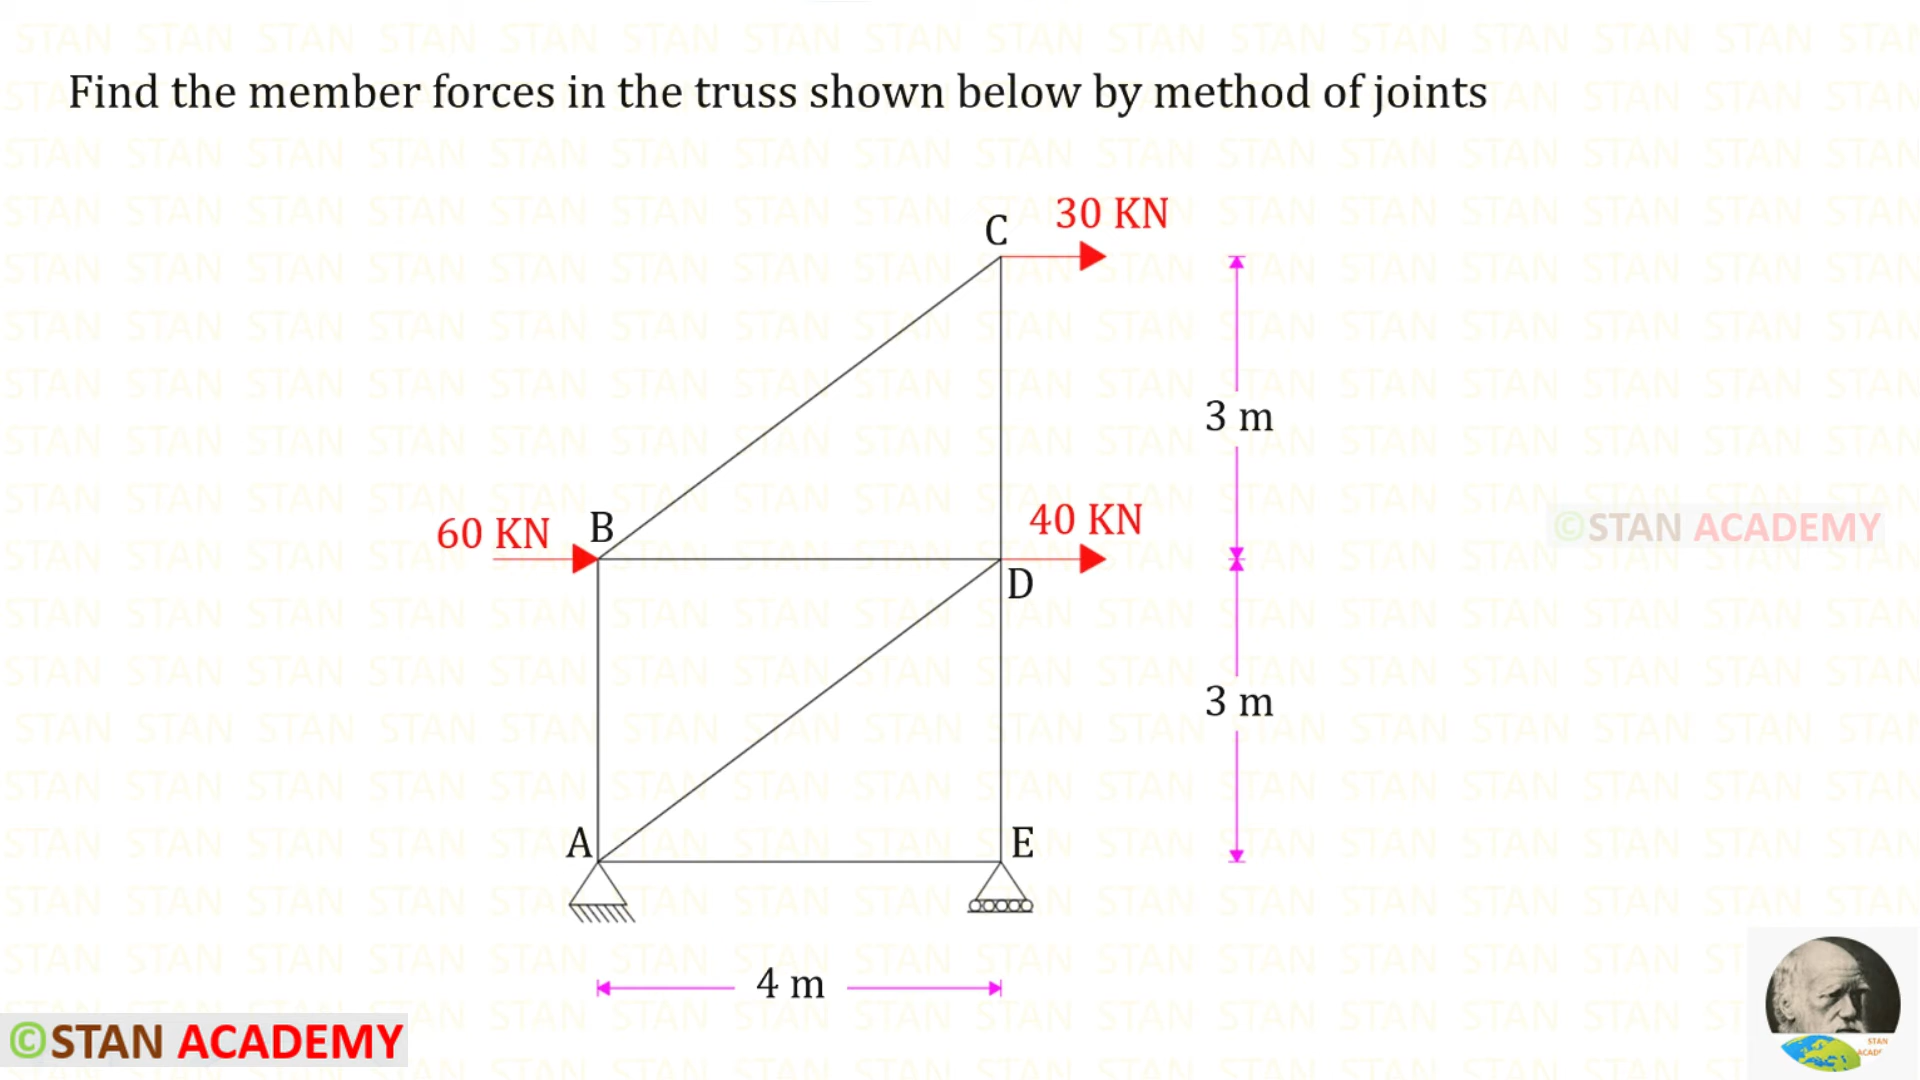 Find the member forces in the truss shown below by method of joints
C
30 KN
3 m
60 KN
B
40 KN
D
©STAN ACADEMY
3 m
A
E
4 m
©STAN ACADEMY
STAN